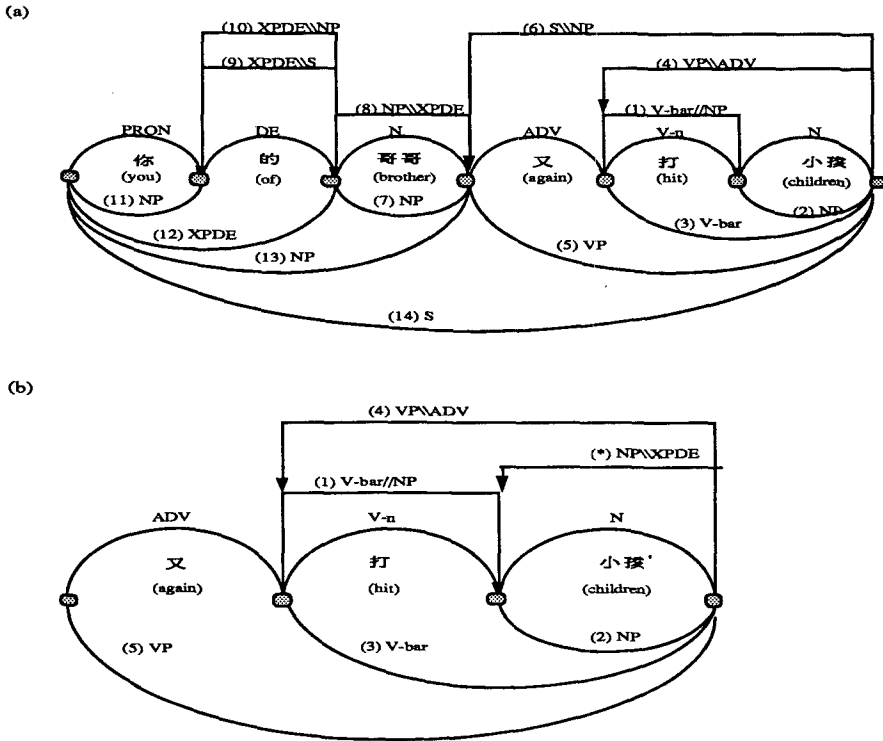 (a)
(10) XPDE\\NP
(6) S\\NP
(9) XPDE\\S
(4) VP\\ADV
(8) NP\\XPDE
(1) V-bar//NP
PRON DE N ADV V-n N
你 的 哥哥 又 打 小孩
(you) (of) (brother) (again) (hit) (children)
(11) NP
(7) NP
(2) NP
(12) XPDE
(3) V-bar
(13) NP
(5) VP
(14) S
(b)
(4) VP\\ADV
(*) NP\\XPDE
(1) V-bar//NP
ADV V-n N
又 打 小孩
(again) (hit) (children)
(2) NP
(5) VP
(3) V-bar